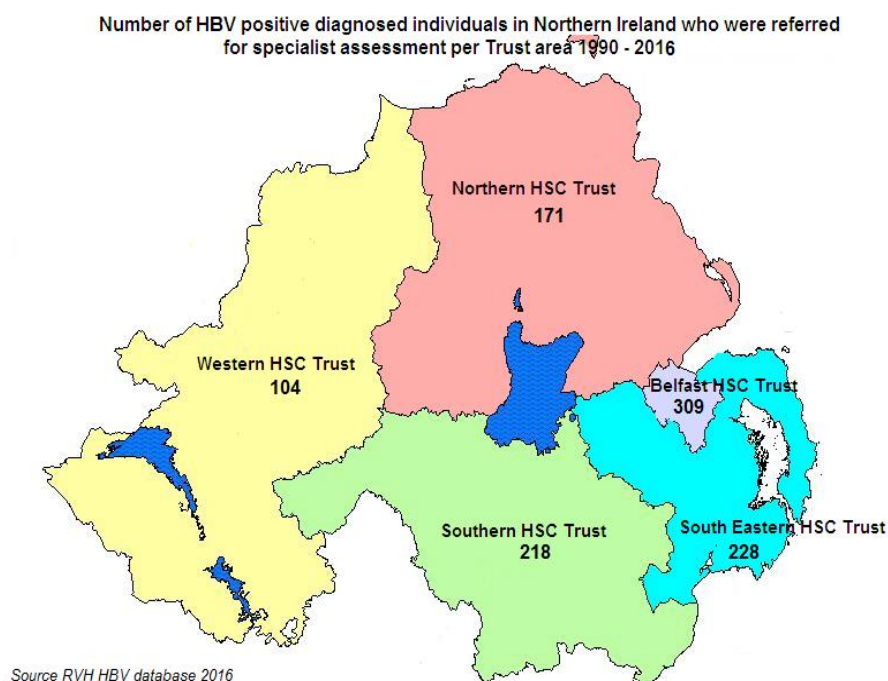 Number of HBV positive diagnosed individuals in Northern Ireland who were referred
for specialist assessment per Trust area 1990 - 2016
Northern HSC Trust
171
Western HSC Trust
104
Belfast HSC Trust
309
Southern HSC Trust
218
South Eastern HSC Trust
228
Source RVH HBV database 2016